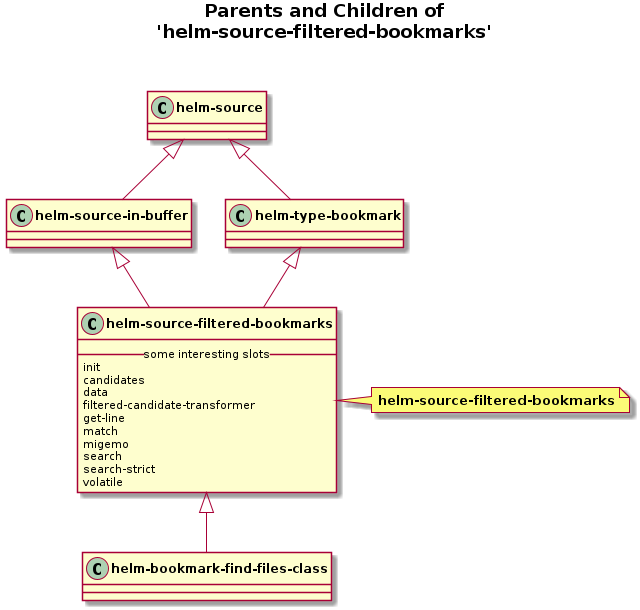 Parents and Children of
'helm-source-filtered-bookmarks'
C helm-source
C helm-source-in-buffer
C helm-type-bookmark
C helm-source-filtered-bookmarks
some interesting slots
init
candidates
data
filtered-candidate-transformer
get-line
match
migemo
search
search-strict
volatile
helm-source-filtered-bookmarks
C helm-bookmark-find-files-class